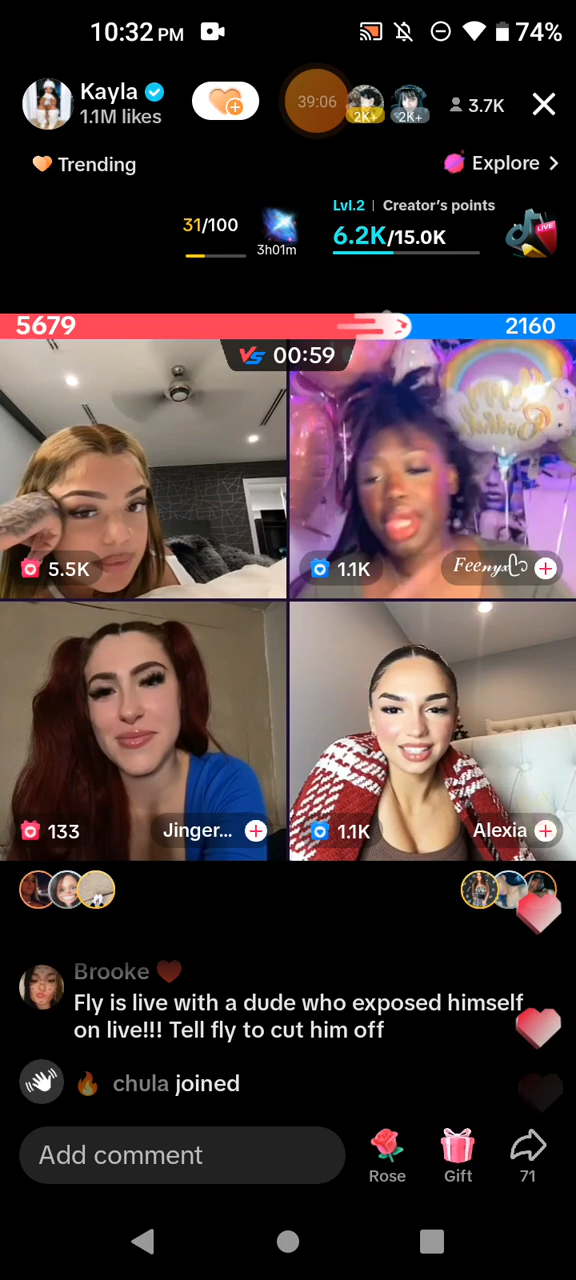 10:32 PM
74%
Kayla
1.1M likes
39:06
2K+
2K+
3.7K
Trending
Explore
31/100
3h01m
Lvl.2 | Creator's points
6.2K/15.0K
LIVE
5679
2160
VS 00:59
5.5K
1.1K
Feenyx
133
Jinger...
1.1K
Alexia
Brooke
Fly is live with a dude who exposed himself
on live!!! Tell fly to cut him off
chula joined
Add comment
Rose
Gift
71